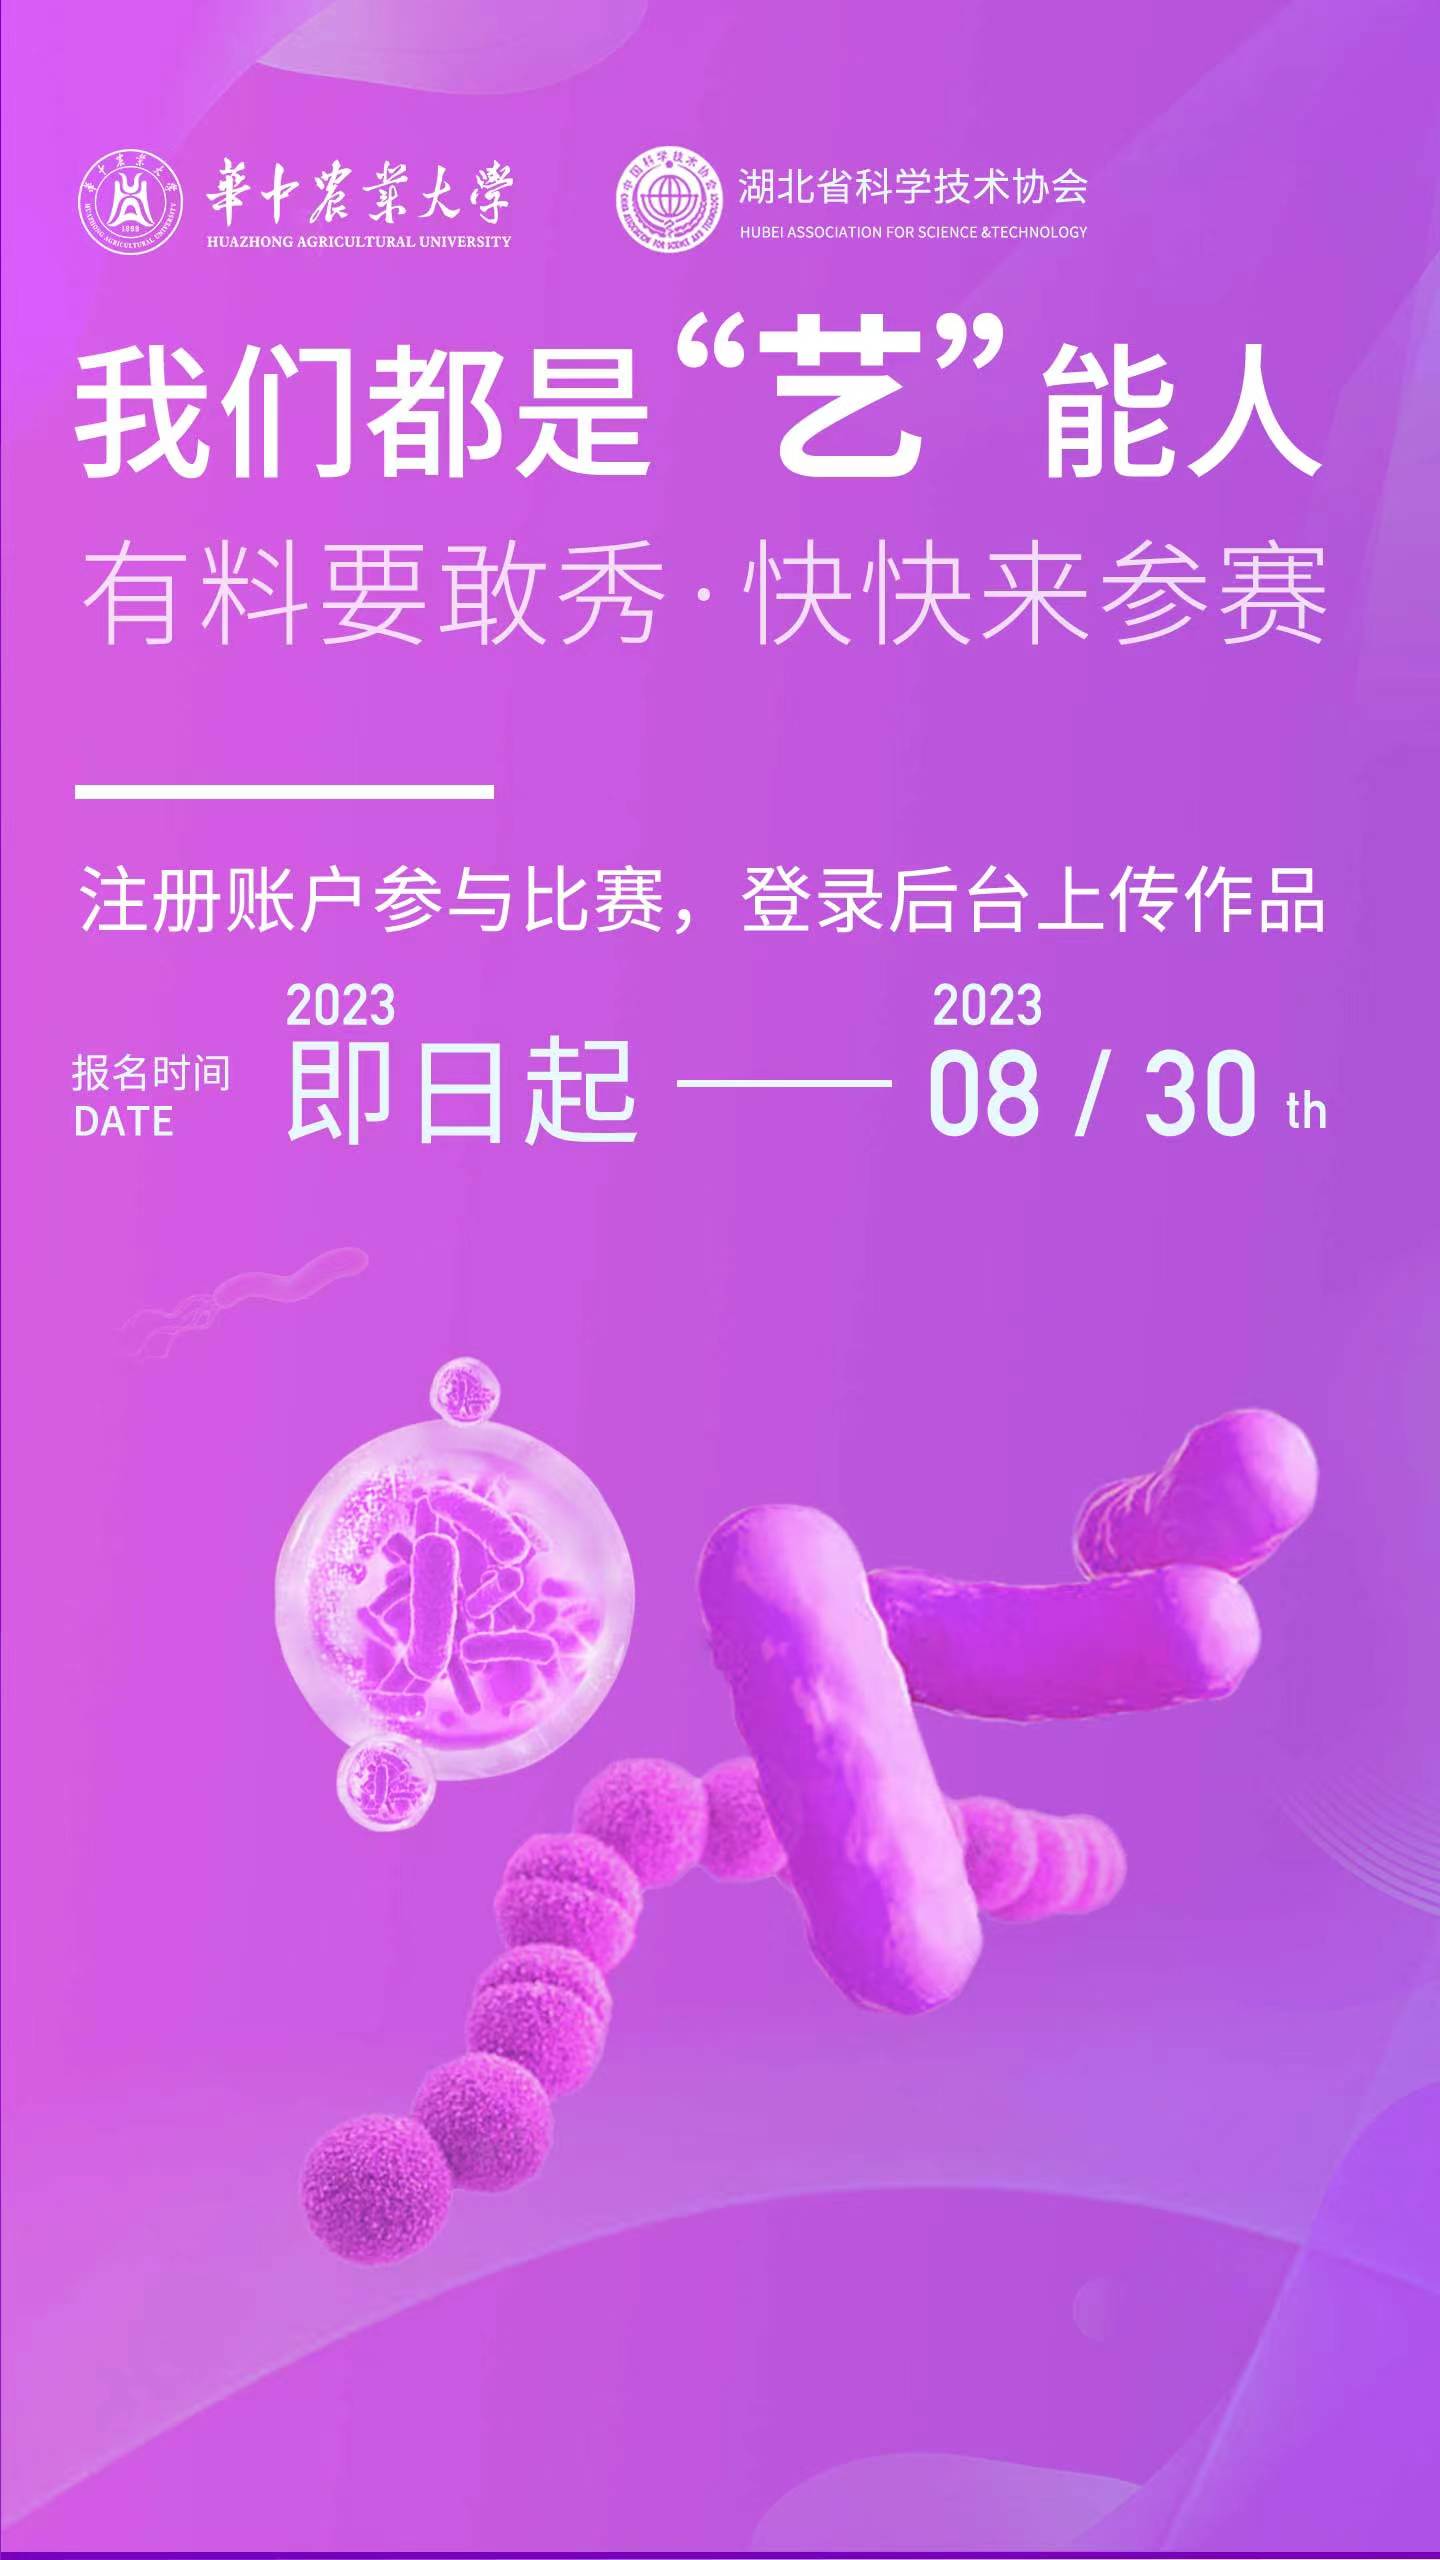 華中農業大學
HUAZHONG AGRICULTURAL UNIVERSITY
湖北省科学技术协会
HUBEI ASSOCIATION FOR SCIENCE &TECHNOLOGY
我们都是“艺”能人
有料要敢秀·快快来参赛
注册账户参与比赛，登录后台上传作品
报名时间
DATE
2023
即日起
2023
08 / 30 th